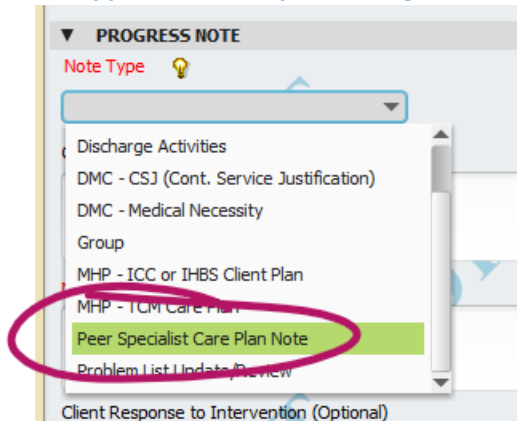 PROGRESS NOTE
Note Type
Discharge Activities
DMC - CSJ (Cont. Service Justification)
DMC - Medical Necessity
Group
MHP - ICC or IHBS Client Plan
MHP - TCM Care Plan
Peer Specialist Care Plan Note
Problem List Update/Review
Client Response to Intervention (Optional)